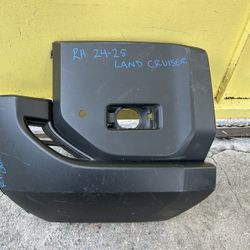 RH 24-25
LAND CRUISER